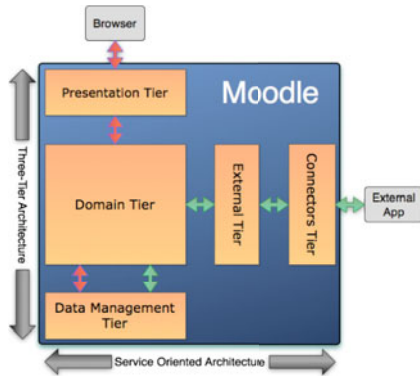 Browser
Moodle
Presentation Tier
Three-Tier Architecture
Domain Tier
External Tier
Connectors Tier
External
App
Data Management
Tier
Service Oriented Architecture